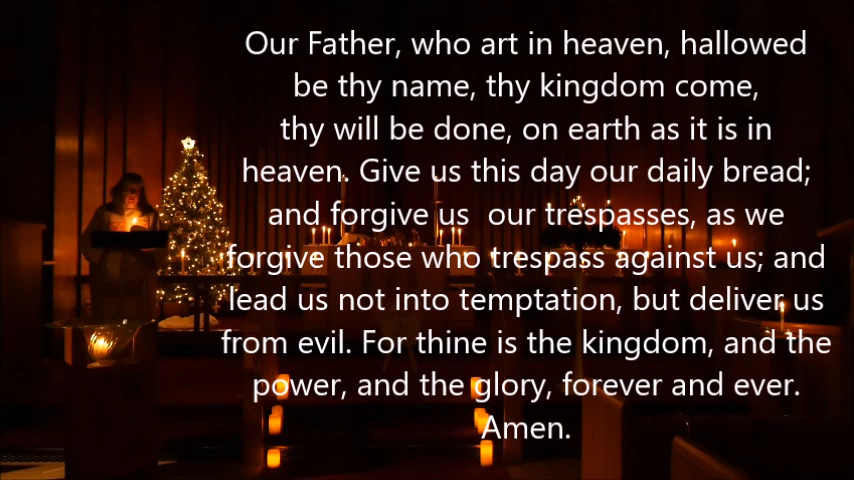 Our Father, who art in heaven, hallowed
be thy name, thy kingdom come,
thy will be done, on earth as it is in
heaven. Give us this day our daily bread;
and forgive us  our trespasses, as we
forgive those who trespass against us; and
lead us not into temptation, but deliver us
from evil. For thine is the kingdom, and the
power, and the glory, forever and ever.
Amen.